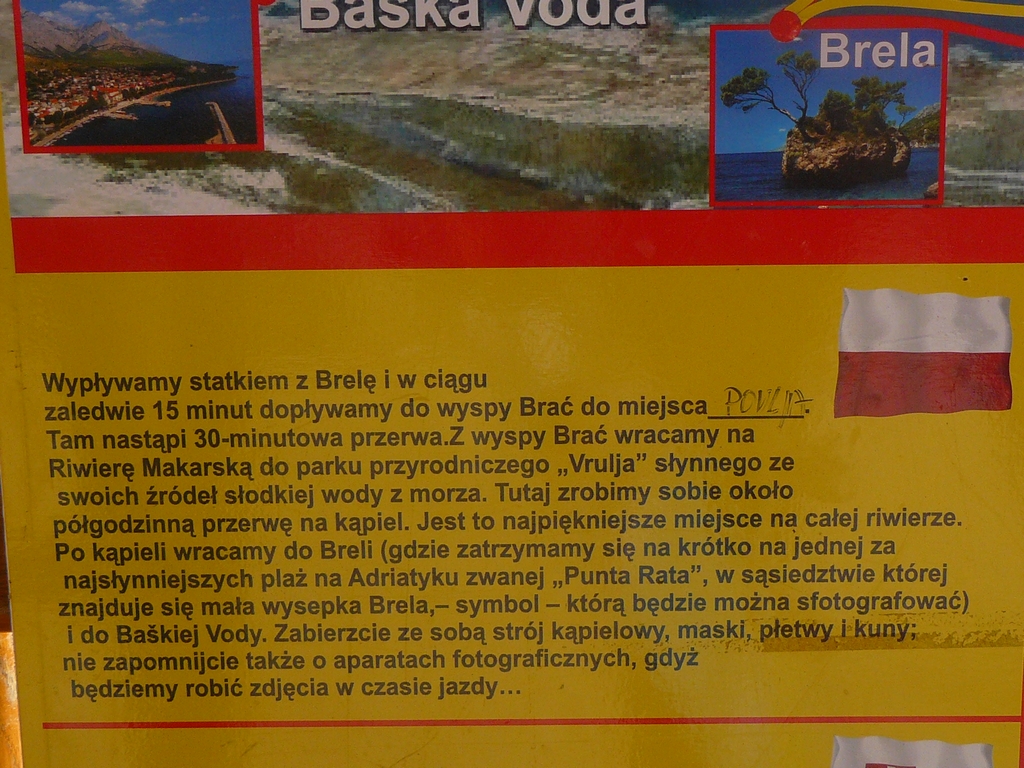 Baška Voda
Brela
Wypływamy statkiem z Brelę i w ciągu
zaledwie 15 minut dopływamy do wyspy Brać do miejsca
Tam nastąpi 30-minutowa przerwa.Z wyspy Brać wracamy na
Riwierę Makarską do parku przyrodniczego „Vrulja” słynnego ze
swoich źródeł słodkiej wody z morza. Tutaj zrobimy sobie około
półgodzinną przerwę na kąpiel. Jest to najpiękniejsze miejsce na całej riwierze.
Po kąpieli wracamy do Breli (gdzie zatrzymamy się na krótko na jednej za
najsłynniejszych plaż na Adriatyku zwanej „Punta Rata”, w sąsiedztwie której
znajduje się mała wysepka Brela,– symbol – którą będzie można sfotografować)
i do Baškiej Vody. Zabierzcie ze sobą strój kąpielowy, maski, płetwy i kuny;
nie zapomnijcie także o aparatach fotograficznych, gdyż
będziemy robić zdjęcia w czasie jazdy…